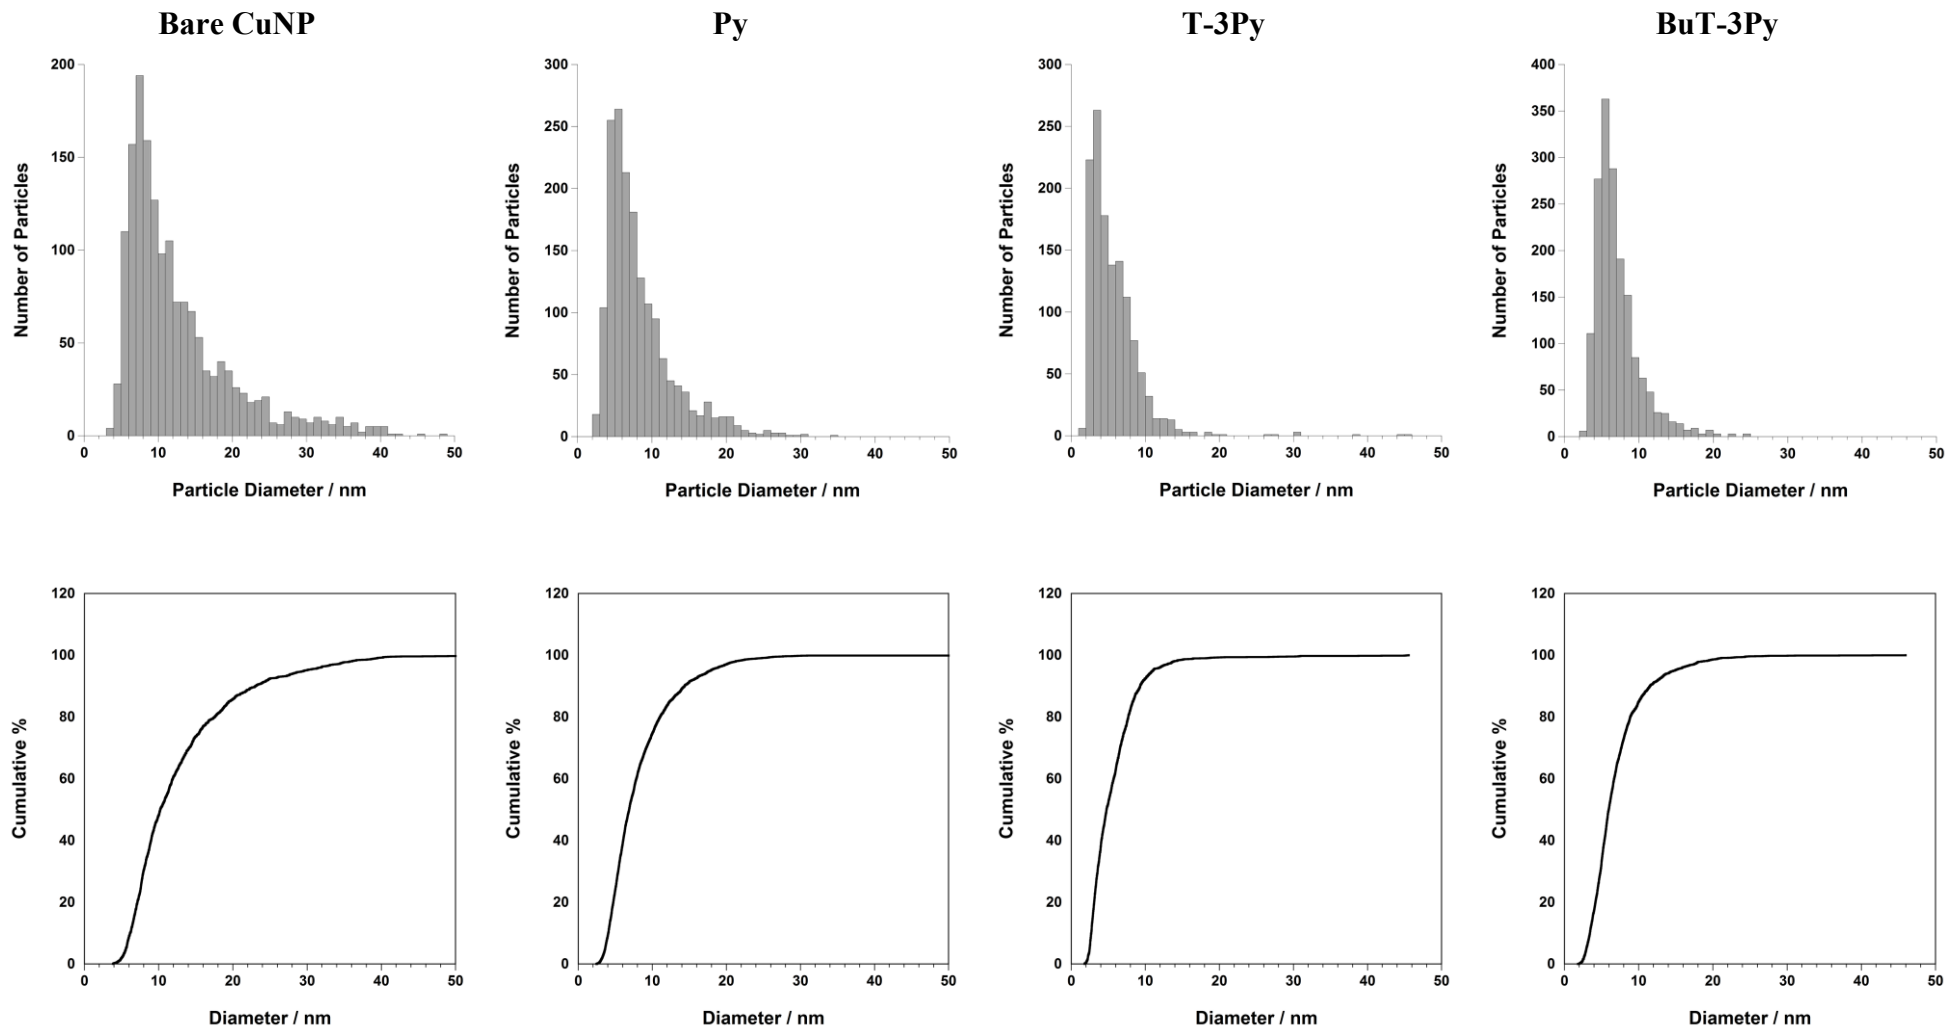 Bare CuNP
Py
T-3Py
BuT-3Py
Number of Particles
200
150
100
50
0
0 10 20 30 40 50
Particle Diameter / nm
Number of Particles
300
250
200
150
100
50
0
0 10 20 30 40 50
Particle Diameter / nm
Number of Particles
300
250
200
150
100
50
0
0 10 20 30 40 50
Particle Diameter / nm
Number of Particles
400
350
300
250
200
150
100
50
0
0 10 20 30 40 50
Particle Diameter / nm
Cumulative %
120
100
80
60
40
20
0
0 10 20 30 40 50
Diameter / nm
Cumulative %
120
100
80
60
40
20
0
0 10 20 30 40 50
Diameter / nm
Cumulative %
120
100
80
60
40
20
0
0 10 20 30 40 50
Diameter / nm
Cumulative %
120
100
80
60
40
20
0
0 10 20 30 40 50
Diameter / nm